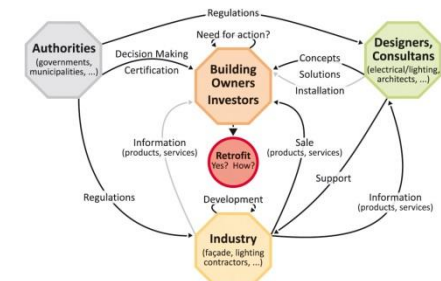 Regulations
Need for action?
Authorities
(governments,
municipalities, ...)
Decision Making
Certification
Building
Owners
Investors
Concepts
Solutions
Installation
Designers,
Consultans
(electrical/lighting,
architects, ...)
Information
(products, services)
Retrofit
Yes? How?
Sale
(products, services)
Regulations
Development
Support
Information
(products, services)
Industry
(façade, lighting
contractors, ...)